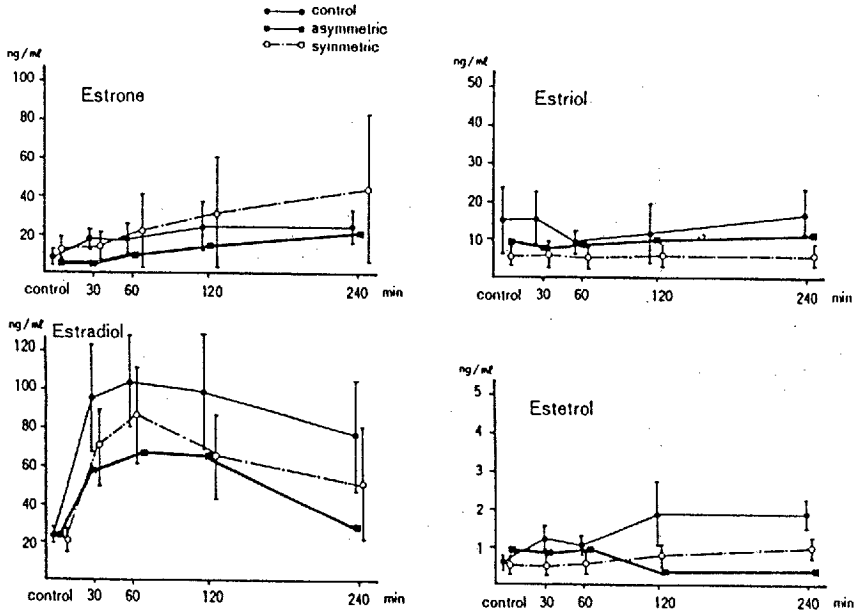 control
asymmetric
symmetric
ng/ml
Estrone
100
80
60
40
20
control 30 60 120 240 min
ng/ml
Estriol
50
40
30
20
10
control 30 60 120 240 min
ng/ml
Estradiol
120
100
80
60
40
20
control 30 60 120 240 min
ng/ml
Estetrol
5
4
3
2
1
control 30 60 120 240 min